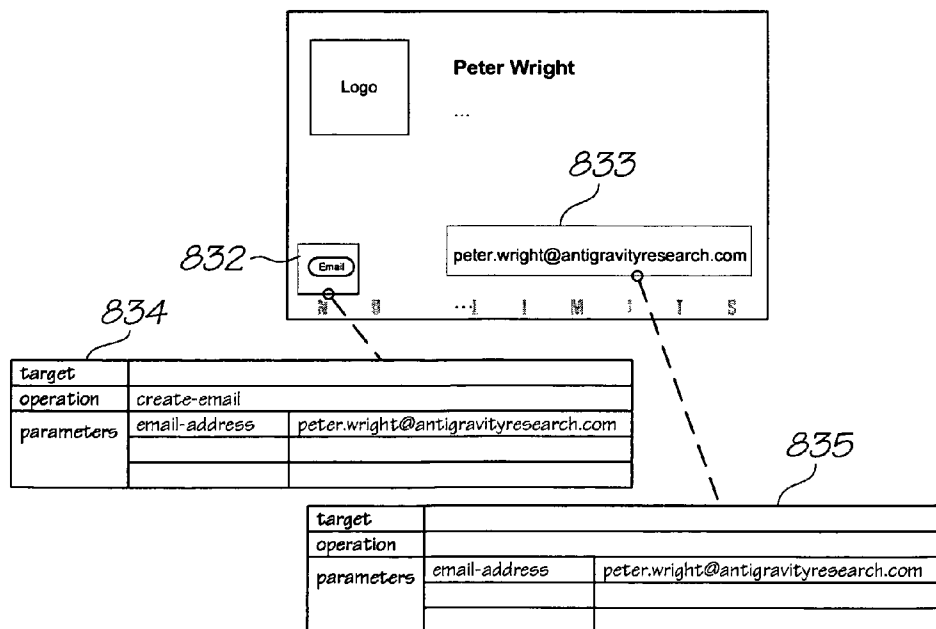 Logo
Peter Wright
...
833
832
Email
peter.wright@antigravityresearch.com
834
target
operation create-email
parameters email-address peter.wright@antigravityresearch.com
835
target
operation
parameters email-address peter.wright@antigravityresearch.com